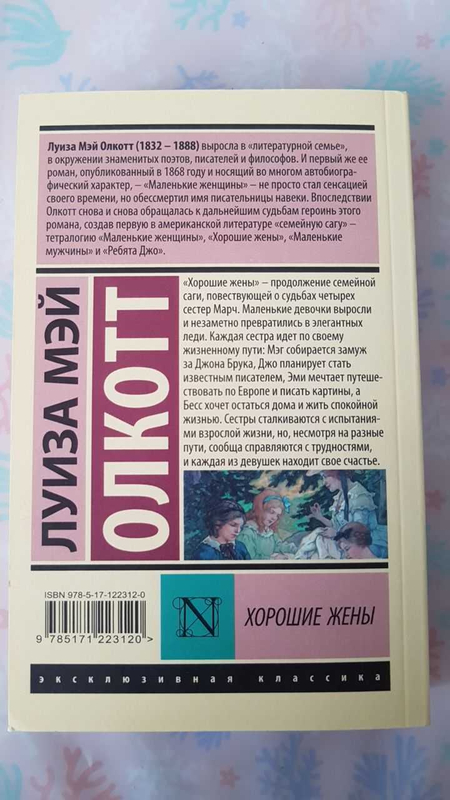 Луиза Мэй Олкотт (1832 – 1888) выросла в «литературной семье»,
в окружении знаменитых поэтов, писателей и философов. И первый же ее
роман, опубликованный в 1868 году и носящий во многом автобиогра-
фический характер, – «Маленькие женщины» – не просто стал сенсацией
своего времени, но обессмертил имя писательницы навеки. Впоследствии
Олкотт снова и снова обращалась к дальнейшим судьбам героинь этого
романа, создав первую в американской литературе «семейную сагу» –
тетралогию «Маленькие женщины», «Хорошие жены», «Маленькие
мужчины» и «Ребята Джо».
ЛУИЗА МЭЙ
ОЛКОТТ
«Хорошие жены» – продолжение семейной
саги, повествующей о судьбах четырех
сестер Марч. Маленькие девочки выросли
и незаметно превратились в элегантных
леди. Каждая сестра идет по своему
жизненному пути: Мэг собирается замуж
за Джона Брука, Джо планирует стать
известным писателем, Эми мечтает путеше-
ствовать по Европе и писать картины, а
Бесс хочет остаться дома и жить спокойной
жизнью. Сестры сталкиваются с испытания-
ми взрослой жизни, но, несмотря на разные
пути, сообща справляются с трудностями,
и каждая из девушек находит свое счастье.
ISBN 978-5-17-122312-0
9 785171 223120 >
N
ХОРОШИЕ ЖЕНЫ
эксклюзивная классика